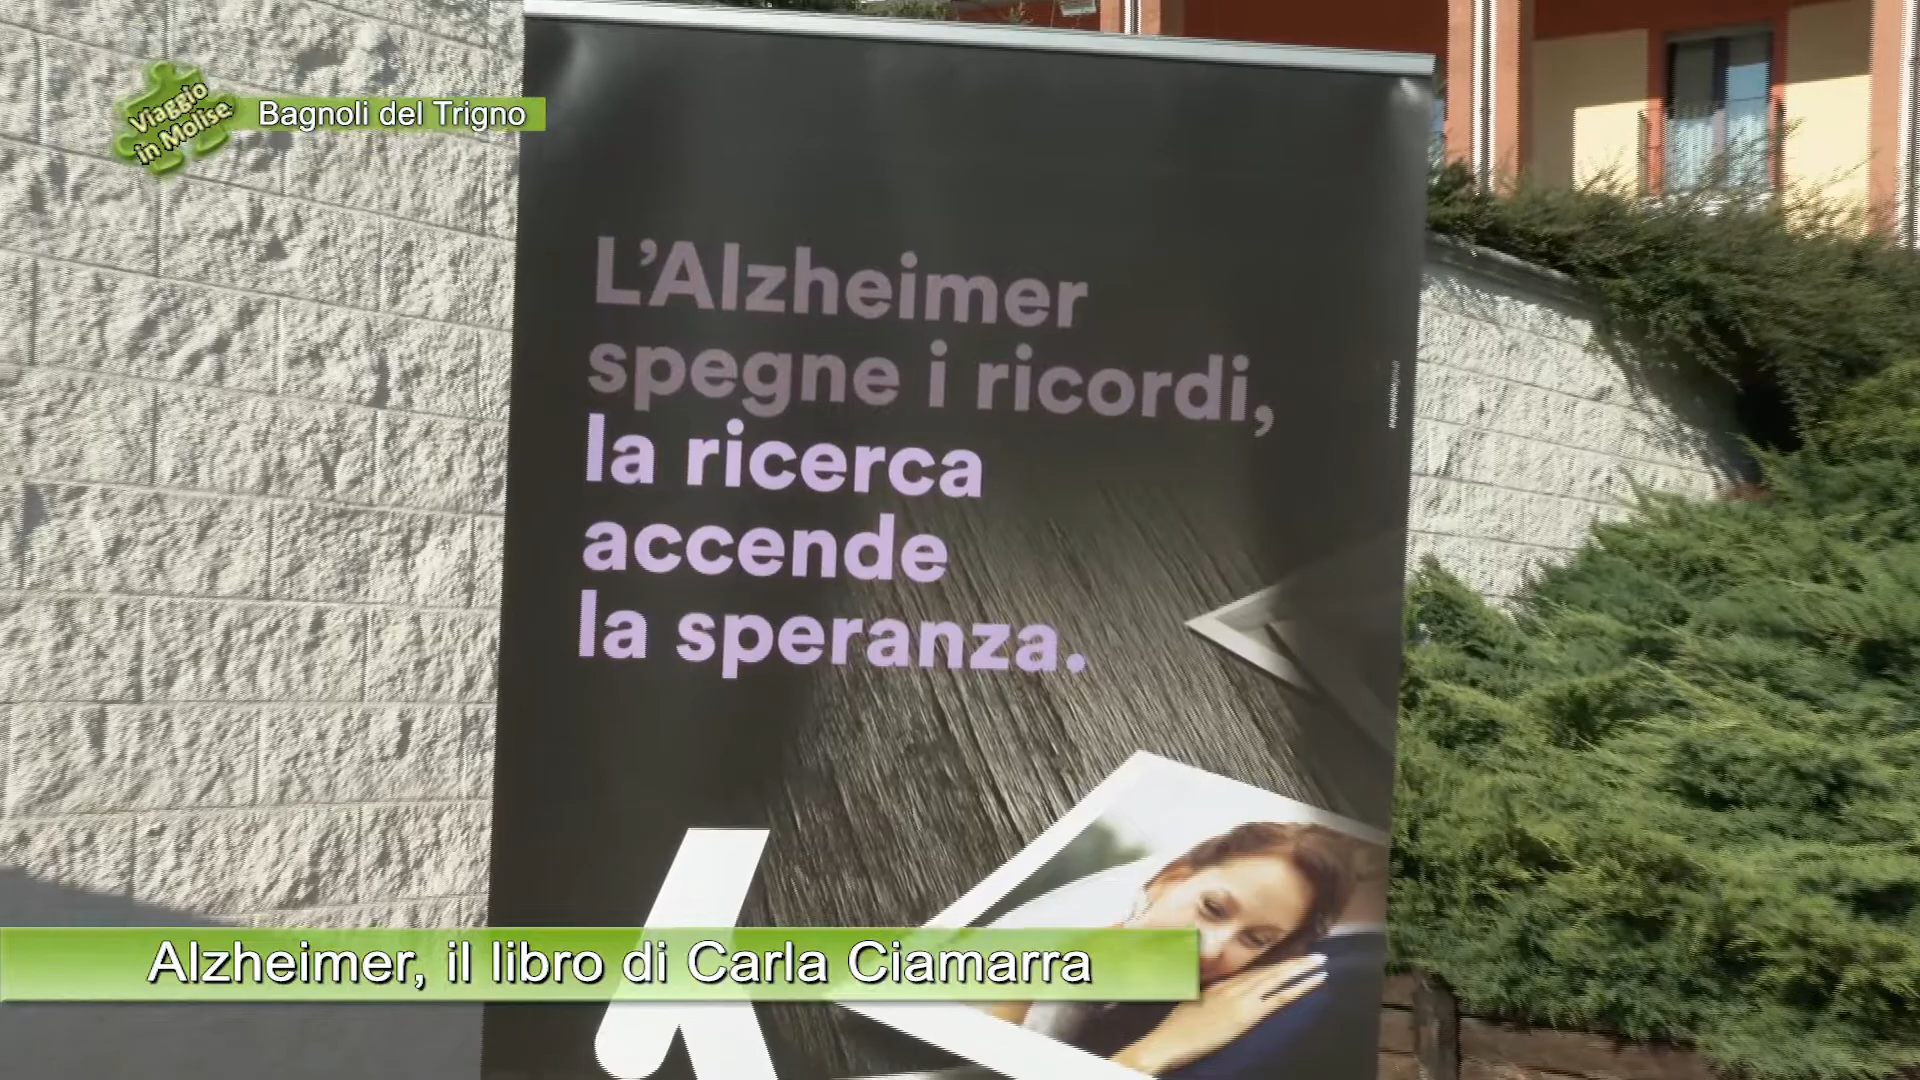 Viaggio
in Molise
Bagnoli del Trigno
L'Alzheimer
spegne i ricordi,
la ricerca
accende
la speranza.
Alzheimer, il libro di Carla Ciamarra